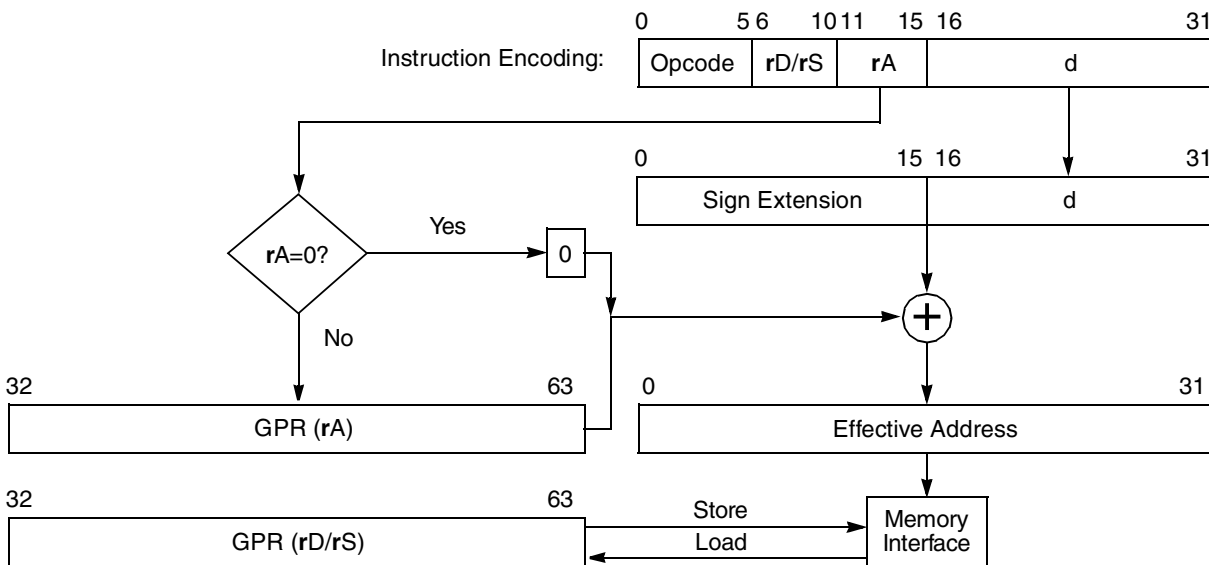 0 5 6 10 11 15 16 31
Instruction Encoding: Opcode rD/rS rA d
0 15 16 31
Sign Extension d
Yes
rA=0? 0
+
No
32 63 0 31
GPR (rA) Effective Address
32 63
Store
GPR (rD/rS) Memory
Load Interface